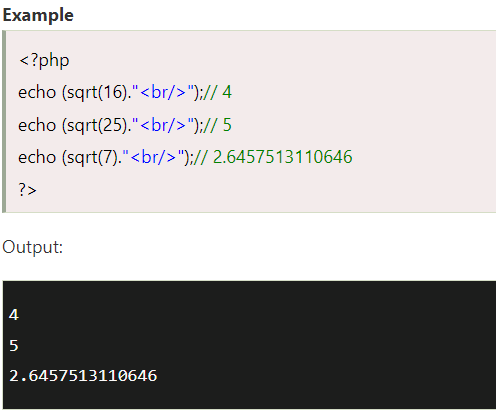 Example
<?php
echo (sqrt(16)."<br/>");// 4
echo (sqrt(25)."<br/>");// 5
echo (sqrt(7)."<br/>");// 2.6457513110646
?>
Output:
4
5
2.6457513110646